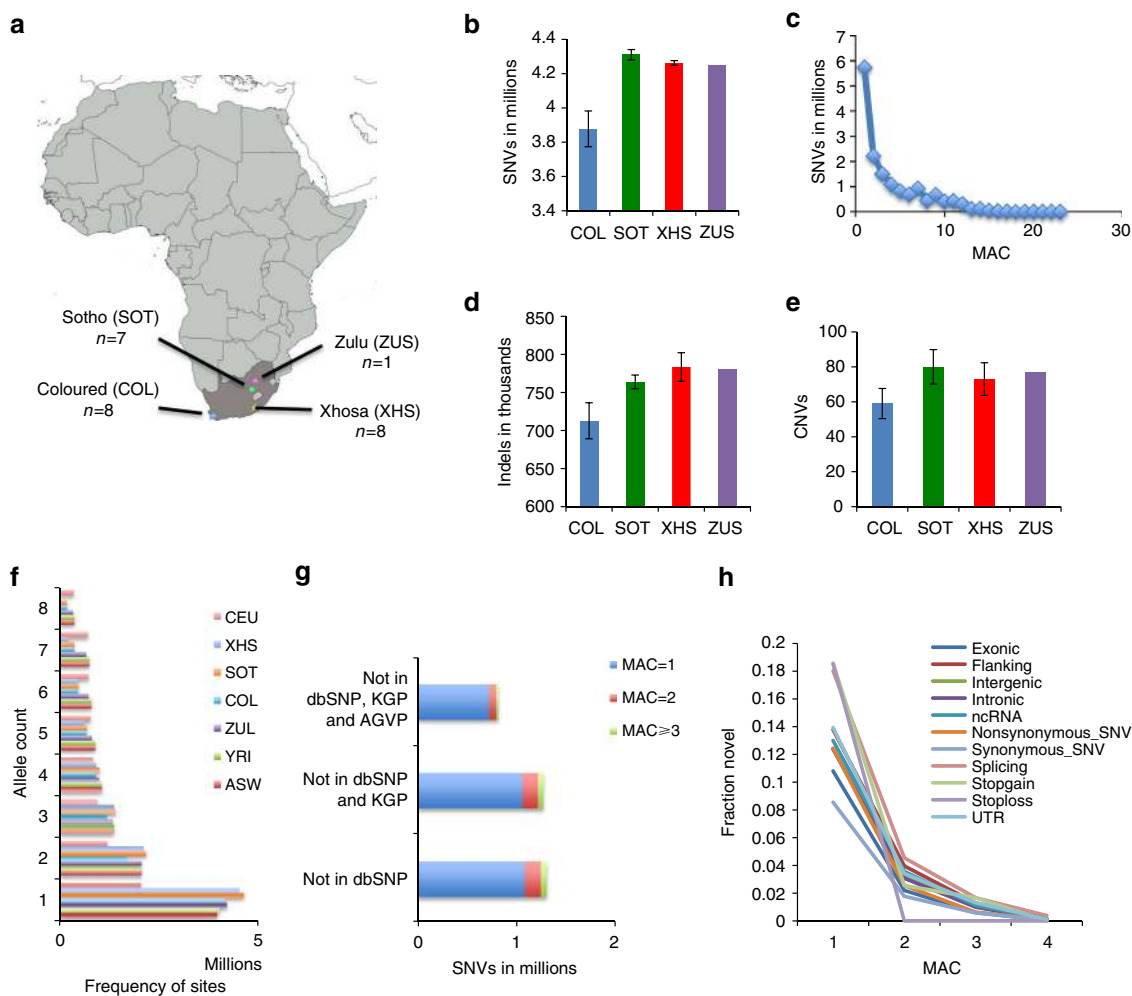 a
Sotho (SOT)
n=7
Zulu (ZUS)
n=1
Coloured (COL)
n=8
Xhosa (XHS)
n=8
b
SNVs in millions
4.4
4.2
4
3.8
3.6
3.4
COL SOT XHS ZUS
c
SNVs in millions
7
6
5
4
3
2
1
0
0 10 20 30
MAC
d
Indels in thousands
850
800
750
700
650
600
COL SOT XHS ZUS
e
CNVs
100
80
60
40
20
0
COL SOT XHS ZUS
f
Allele count
8
7
6
5
4
3
2
1
0 5
Millions
Frequency of sites
CEU
XHS
SOT
COL
ZUL
YRI
ASW
g
Not in
dbSNP, KGP
and AGVP
Not in dbSNP
and KGP
Not in dbSNP
0 1 2
SNVs in millions
MAC=1
MAC=2
MAC≥3
h
Fraction novel
0.2
0.18
0.16
0.14
0.12
0.1
0.08
0.06
0.04
0.02
0
1 2 3 4
MAC
Exonic
Flanking
Intergenic
Intronic
ncRNA
Nonsynonymous_SNV
Synonymous_SNV
Splicing
Stopgain
Stoploss
UTR